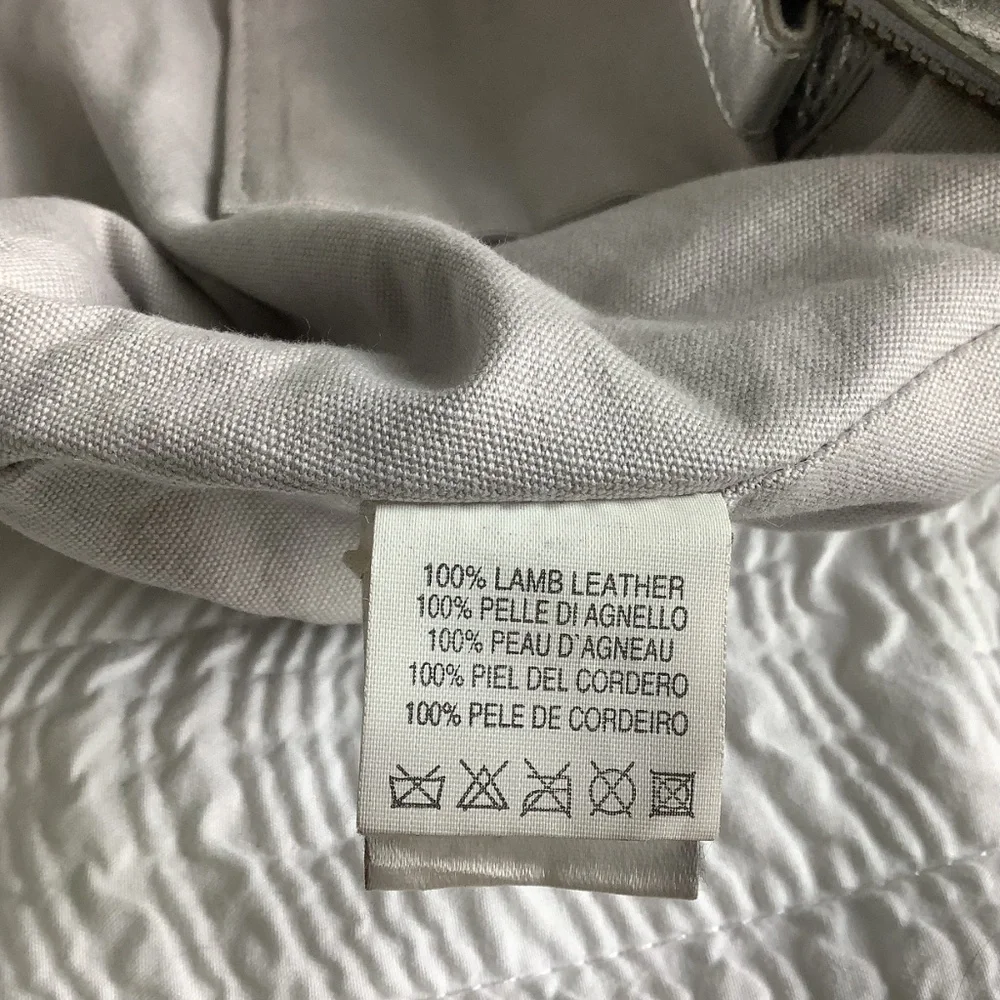 100% LAMB LEATHER
100% PELLE DI AGNELLO
100% PEAU D'AGNEAU
100% PIEL DEL CORDERO
100% PELE DE CORDEIRO